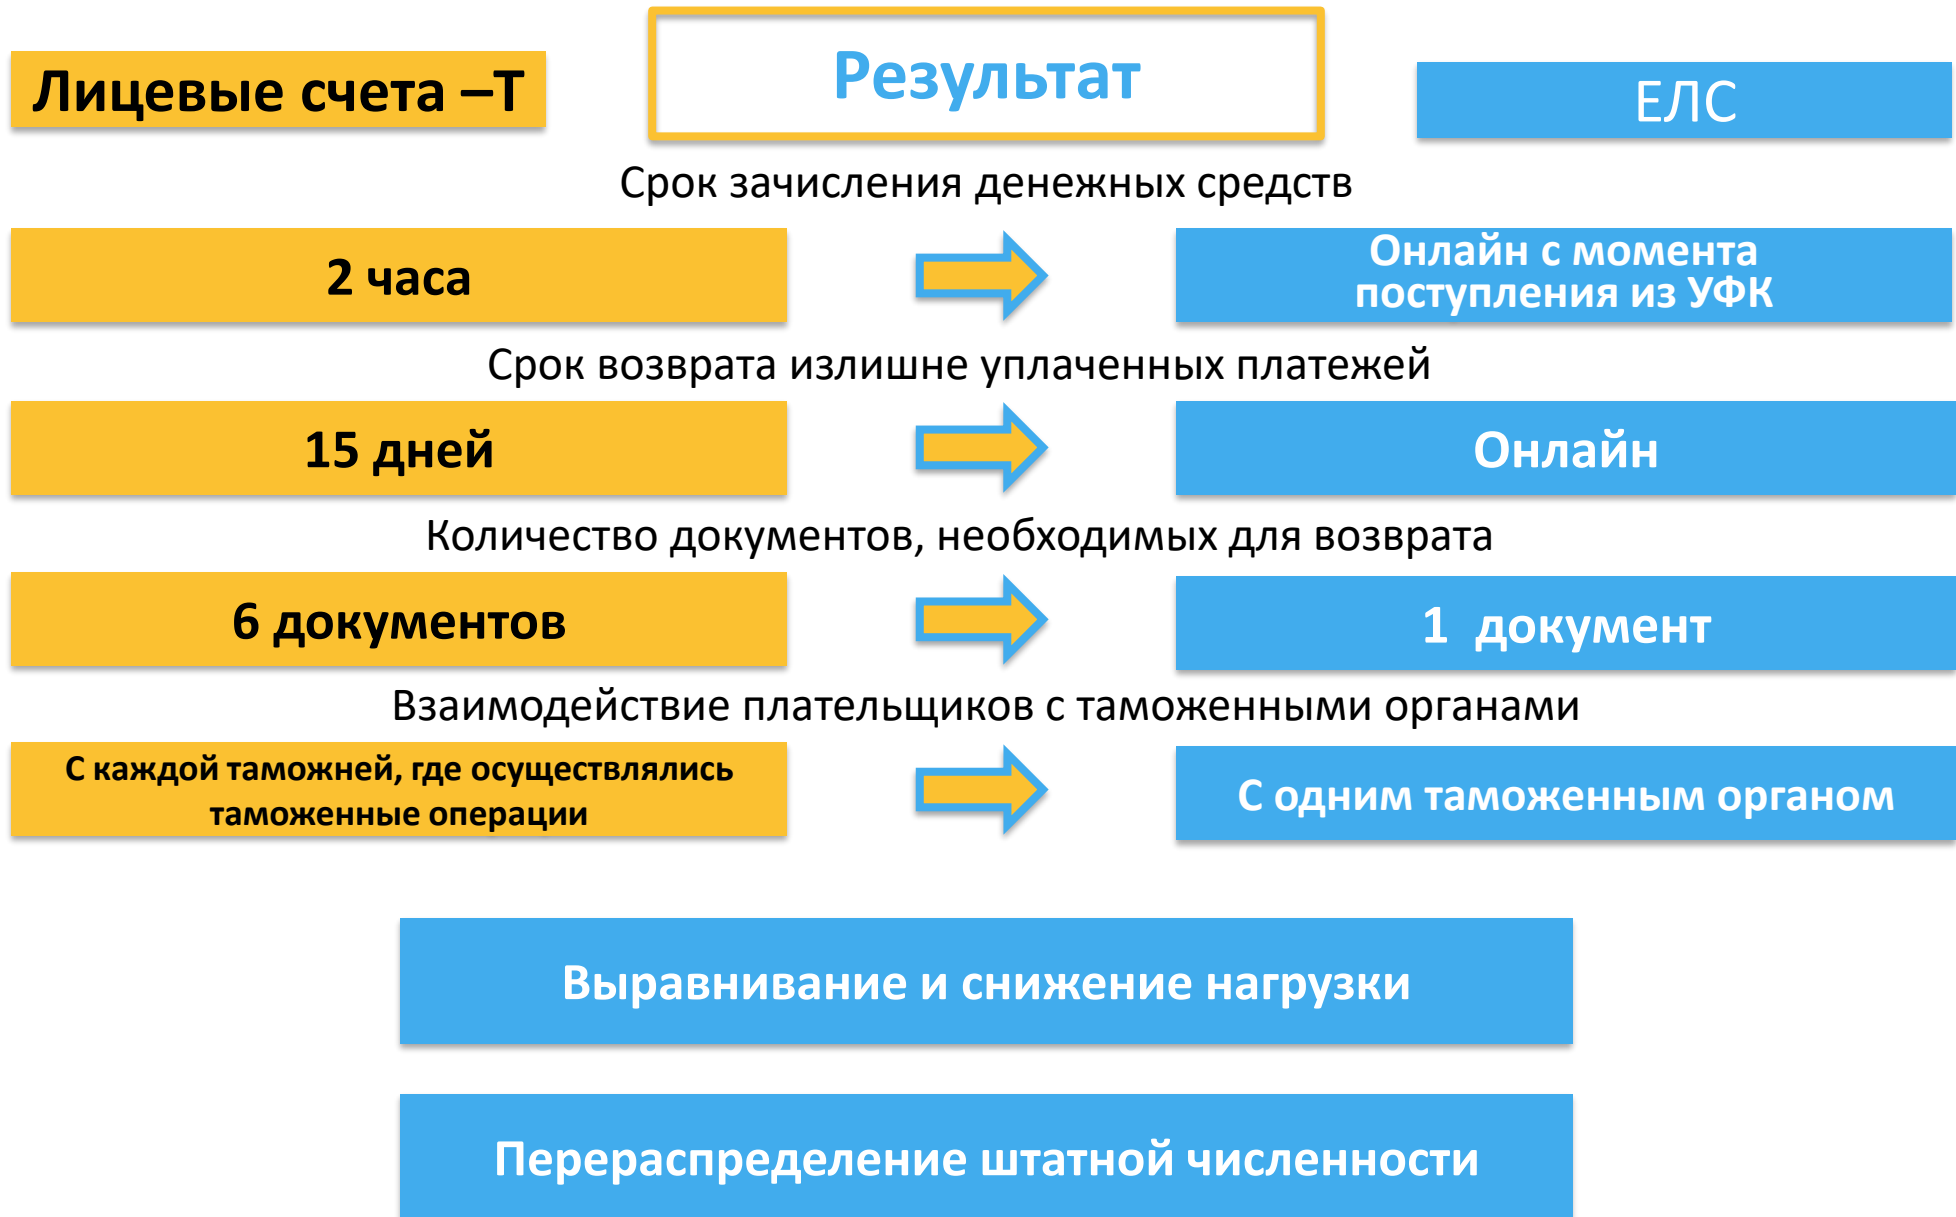 Лицевые счета –Т
Результат
ЕЛС
Срок зачисления денежных средств
2 часа
Онлайн с момента
поступления из УФК
Срок возврата излишне уплаченных платежей
15 дней
Онлайн
Количество документов, необходимых для возврата
6 документов
1 документ
Взаимодействие плательщиков с таможенными органами
С каждой таможней, где осуществлялись
таможенные операции
С одним таможенным органом
Выравнивание и снижение нагрузки
Перераспределение штатной численности